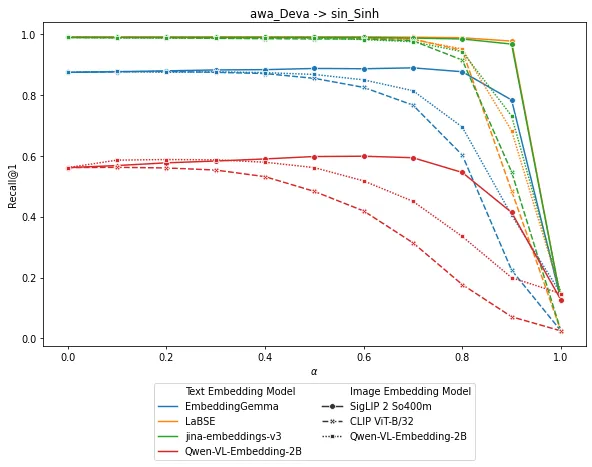 awa_Deva -> sin_Sinh
Recall@1
1.0
0.8
0.6
0.4
0.2
0.0
0.0 0.2 0.4 0.6 0.8 1.0
α
Text Embedding Model
EmbeddingGemma
LaBSE
jina-embeddings-v3
Qwen-VL-Embedding-2B
Image Embedding Model
SigLIP 2 So400m
CLIP ViT-B/32
Qwen-VL-Embedding-2B